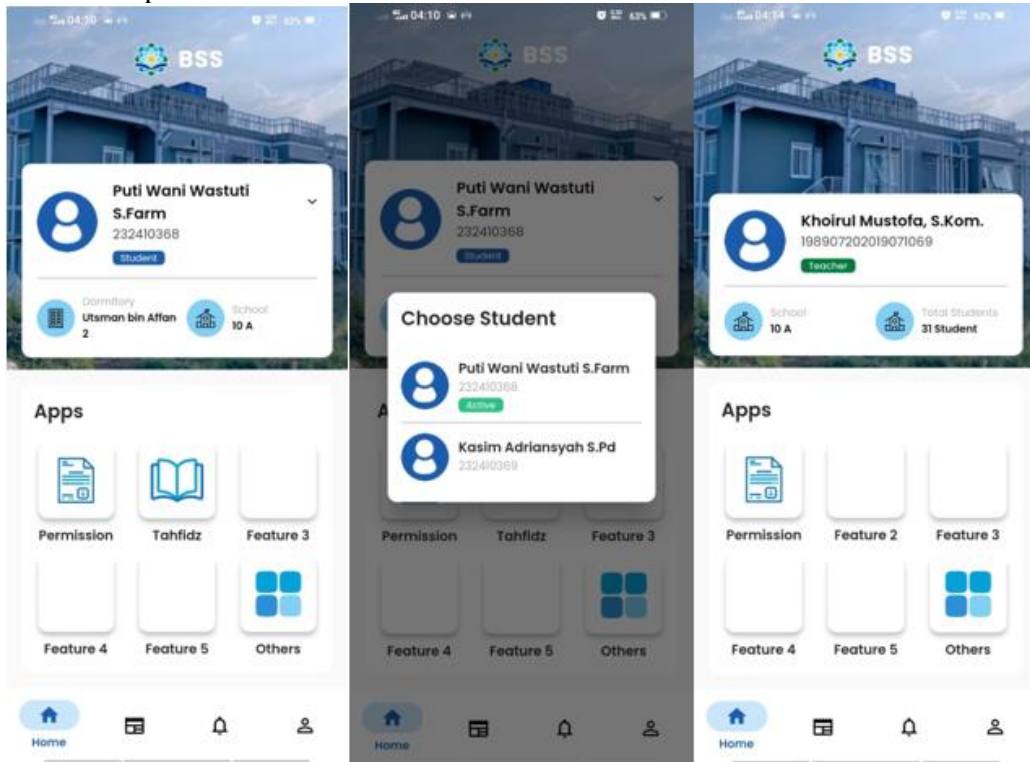 04:10
63%
BSS
Puti Wani Wastuti
S.Farm
232410368
Student
Dormitory
Utsman bin Affan
2
School
10 A
Apps
Permission
Tahfidz
Feature 3
Feature 4
Feature 5
Others
Home
04:10
63%
BSS
Puti Wani Wastuti
S.Farm
232410368
Student
Choose Student
Puti Wani Wastuti S.Farm
232410368
Active
Kasim Adriansyah S.Pd
232410369
Permission
Tahfidz
Feature 3
Feature 4
Feature 5
Others
Home
04:14
63%
BSS
Khoirul Mustofa, S.Kom.
198907202019071069
Teacher
School
10 A
Total Students
31 Student
Apps
Permission
Feature 2
Feature 3
Feature 4
Feature 5
Others
Home